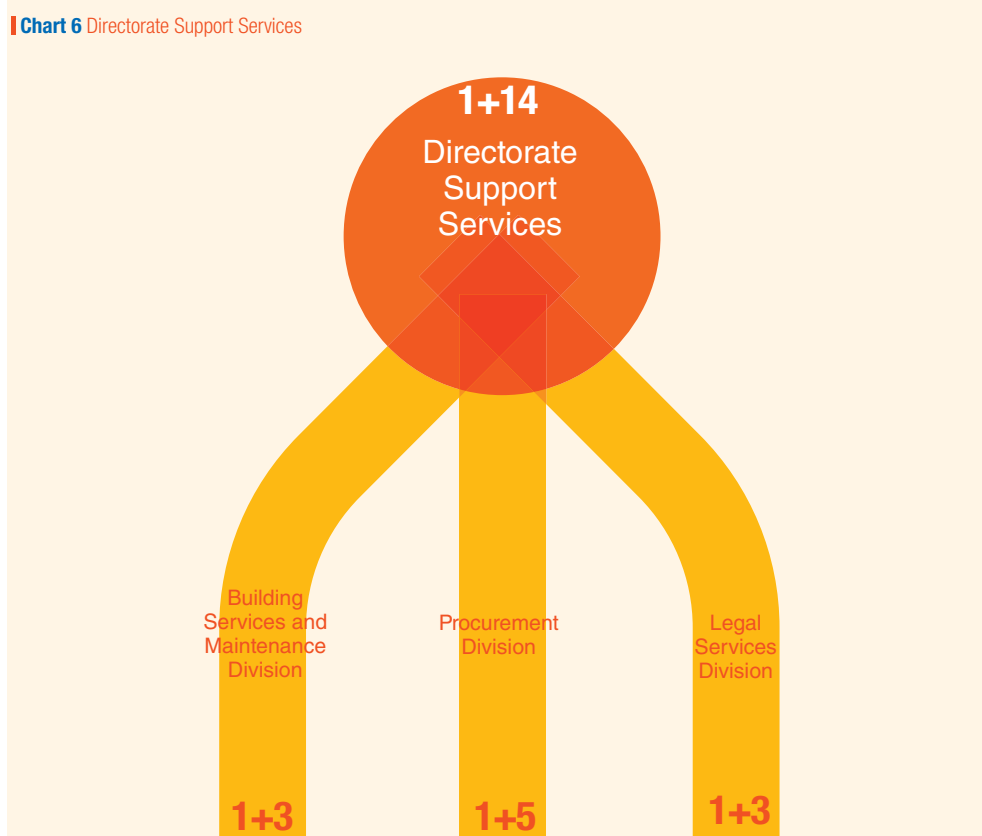 Chart 6 Directorate Support Services
1+14
Directorate
Support
Services
Building
Services and
Maintenance
Division
Procurement
Division
Legal
Services
Division
1+3
1+5
1+3